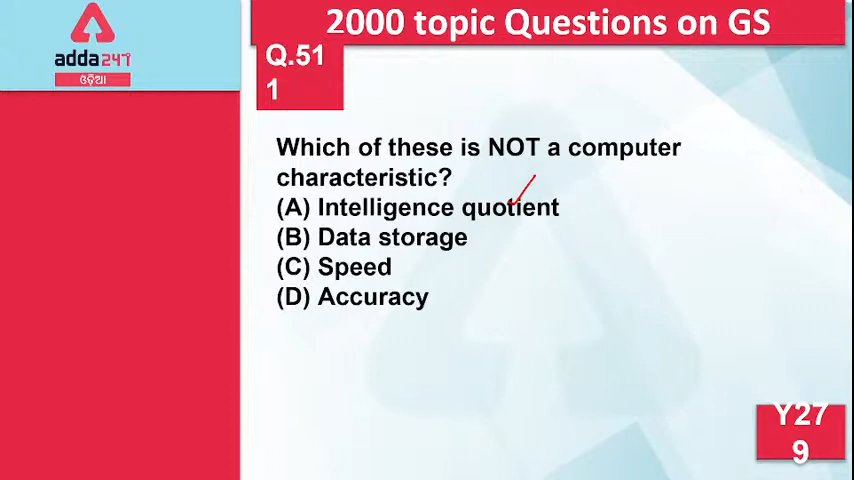 2000 topic Questions on GS
adda247
ଓଡ଼ିଆ
Q.51
1
Which of these is NOT a computer
characteristic?
(A) Intelligence quotient
(B) Data storage
(C) Speed
(D) Accuracy
Y27
9